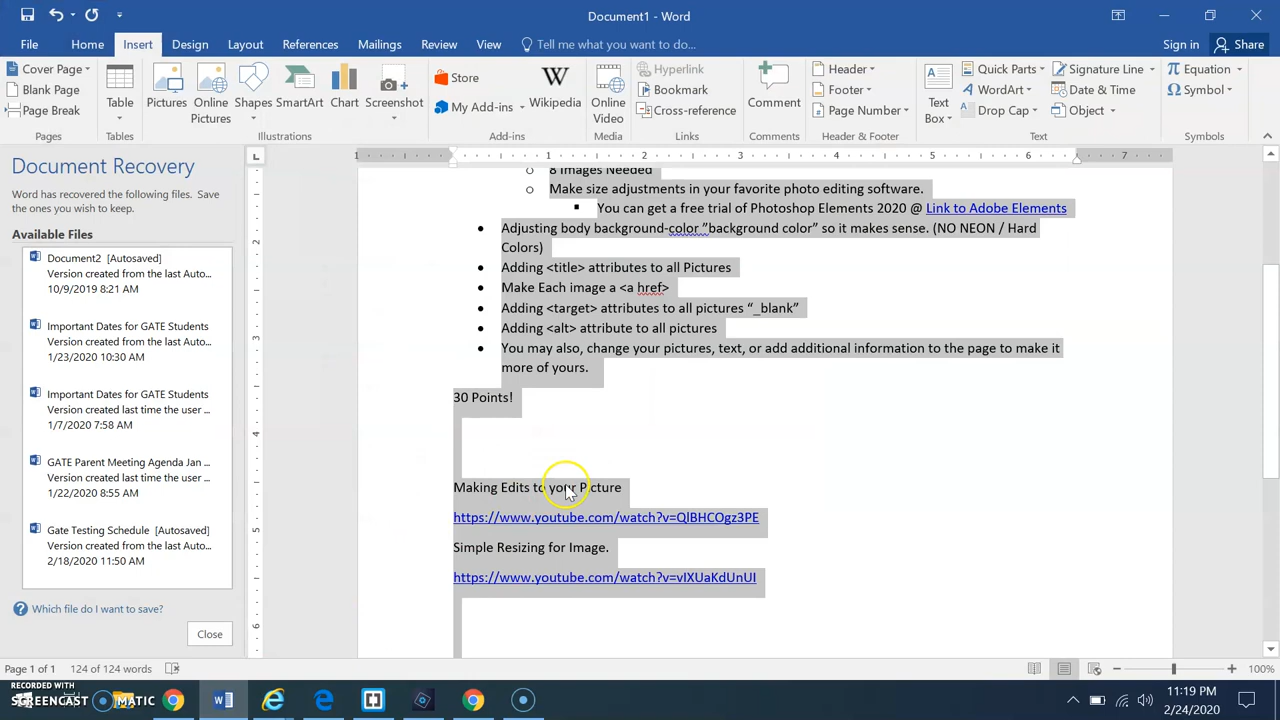 Document1 - Word
File Home Insert Design Layout References Mailings Review View Tell me what you want to do... Sign in Share
Cover Page
Blank Page
Page Break
Pages
Table
Tables
Pictures
Online Pictures
Shapes
SmartArt
Chart
Screenshot
Illustrations
Store
My Add-ins
Wikipedia
Add-ins
Online Video
Media
Hyperlink
Bookmark
Cross-reference
Links
Comment
Comments
Header
Footer
Page Number
Header & Footer
Text Box
Quick Parts
WordArt
Drop Cap
Signature Line
Date & Time
Object
Text
Equation
Symbol
Symbols
1 1 2 3 4 5 6 7
Document Recovery
Word has recovered the following files. Save
the ones you wish to keep.
Available Files
Document2 [Autosaved]
Version created from the last Auto...
10/9/2019 8:21 AM
Important Dates for GATE Students
Version created from the last Auto...
1/23/2020 10:30 AM
Important Dates for GATE Students
Version created last time the user ...
1/7/2020 7:58 AM
GATE Parent Meeting Agenda Jan ...
Version created last time the user ...
1/22/2020 8:55 AM
Gate Testing Schedule [Autosaved]
Version created from the last Auto...
2/18/2020 11:50 AM
Which file do I want to save?
Close
2
3
4
5
6
o 8 Images Needed
o Make size adjustments in your favorite photo editing software.
▪ You can get a free trial of Photoshop Elements 2020 @ Link to Adobe Elements
• Adjusting body background-color ”background color” so it makes sense. (NO NEON / Hard
Colors)
• Adding <title> attributes to all Pictures
• Make Each image a <a href>
• Adding <target> attributes to all pictures “_blank”
• Adding <alt> attribute to all pictures
• You may also, change your pictures, text, or add additional information to the page to make it
more of yours.
30 Points!
Making Edits to your Picture
https://www.youtube.com/watch?v=QlBHCOgz3PE
Simple Resizing for Image.
https://www.youtube.com/watch?v=vIXUaKdUnUI
Page 1 of 1 124 of 124 words 100%
RECORDED WITH
SCREENCAST MATIC
11:19 PM
2/24/2020